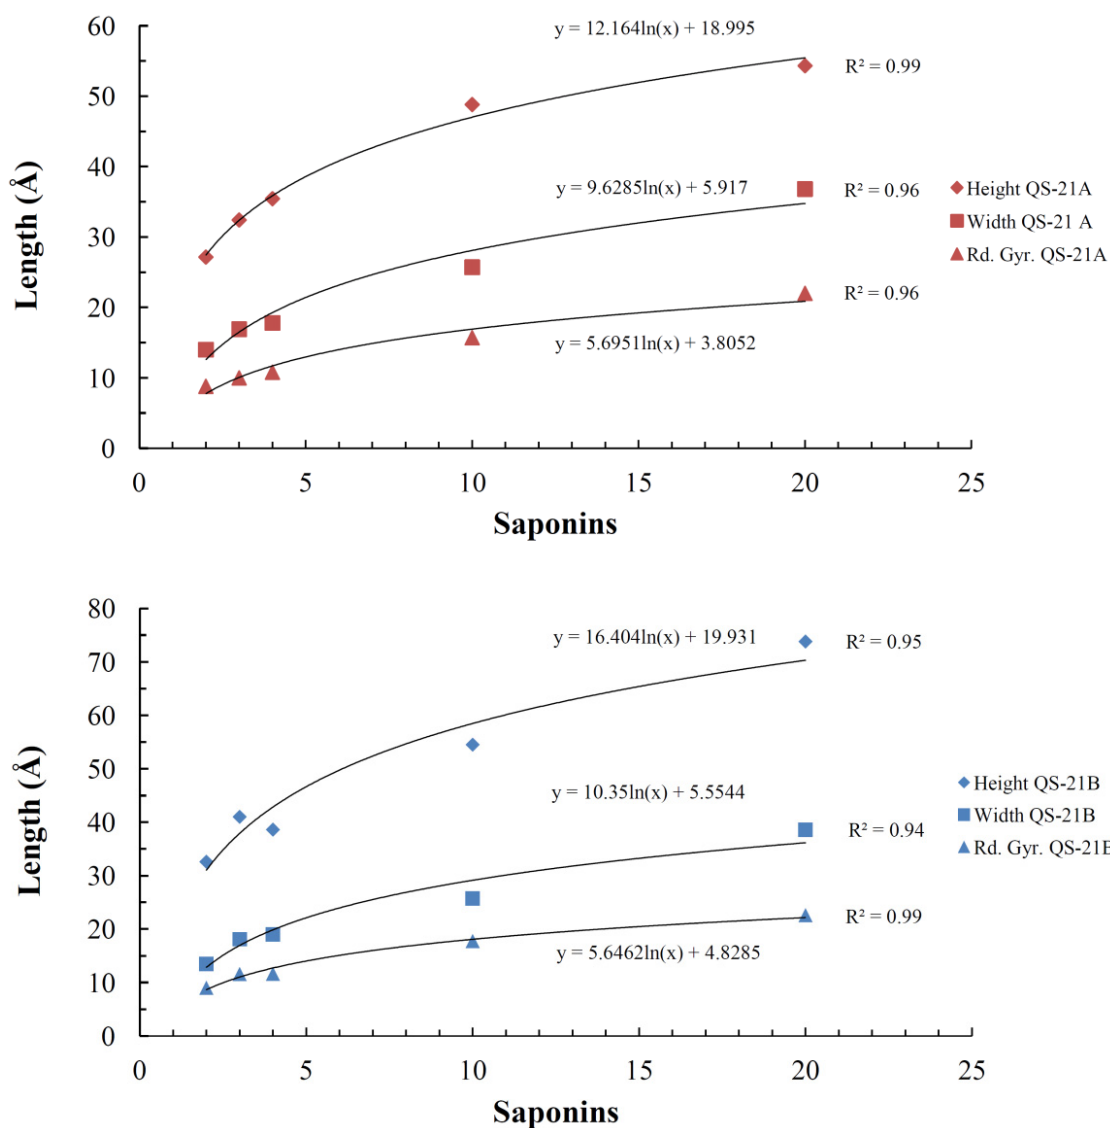 60
y = 12.164ln(x) + 18.995
R² = 0.99
50
40
y = 9.6285ln(x) + 5.917
R² = 0.96
Height QS-21A
30
Width QS-21 A
Rd. Gyr. QS-21A
20
R² = 0.96
y = 5.6951ln(x) + 3.8052
10
0
Length (Å)
0 5 10 15 20 25
Saponins
80
y = 16.404ln(x) + 19.931
R² = 0.95
70
60
50
Height QS-21B
y = 10.35ln(x) + 5.5544
40
Width QS-21B
R² = 0.94
Rd. Gyr. QS-21B
30
20
R² = 0.99
y = 5.6462ln(x) + 4.8285
10
0
Length (Å)
0 5 10 15 20 25
Saponins